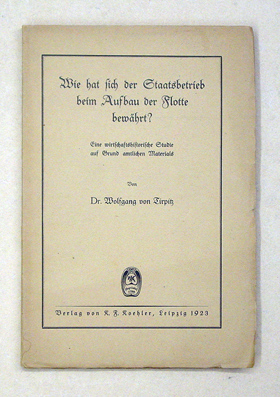 Wie hat sich der Staatsbetrieb
beim Aufbau der Flotte
bewährt?
Eine wirtschaftshistorische Studie
auf Grund amtlichen Materials
Von
Dr. Wolfgang von Tirpitz
Verlag von K. F. Koehler, Leipzig 1923